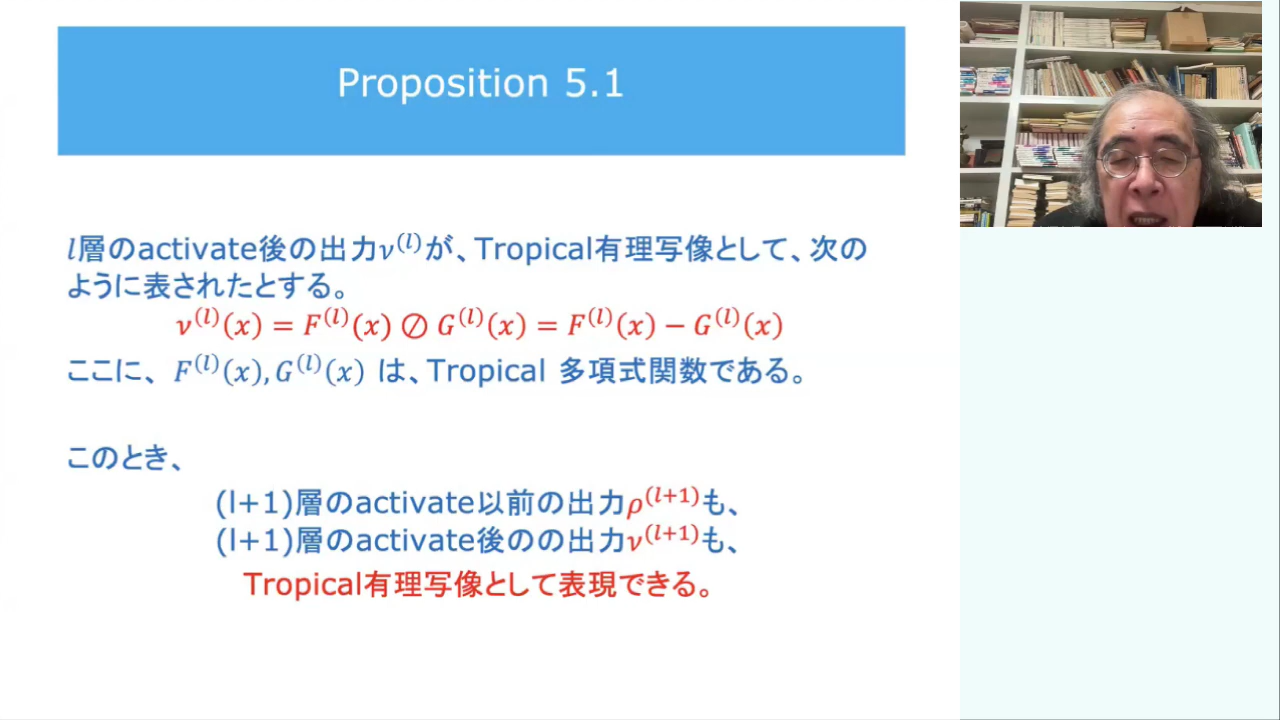 Proposition 5.1
l層のactivate後の出力ν^(l)が、Tropical有理写像として、次の
ように表されたとする。
ν^(l)(x) = F^(l)(x) ⊘ G^(l)(x) = F^(l)(x) − G^(l)(x)
ここに、 F^(l)(x), G^(l)(x) は、Tropical 多項式関数である。
このとき、
(l+1)層のactivate以前の出力ρ^(l+1)も、
(l+1)層のactivate後のの出力ν^(l+1)も、
Tropical有理写像として表現できる。